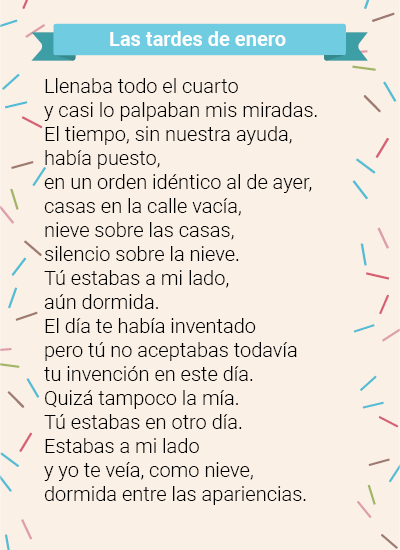 Las tardes de enero
Llenaba todo el cuarto
y casi lo palpaban mis miradas.
El tiempo, sin nuestra ayuda,
había puesto,
en un orden idéntico al de ayer,
casas en la calle vacía,
nieve sobre las casas,
silencio sobre la nieve.
Tú estabas a mi lado,
aún dormida.
El día te había inventado
pero tú no aceptabas todavía
tu invención en este día.
Quizá tampoco la mía.
Tú estabas en otro día.
Estabas a mi lado
y yo te veía, como nieve,
dormida entre las apariencias.